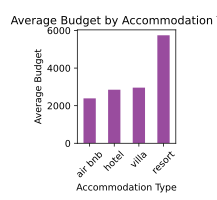 Average Budget by Accommodation
Average Budget
6000
4000
2000
0
air bnb
hotel
villa
resort
Accommodation Type